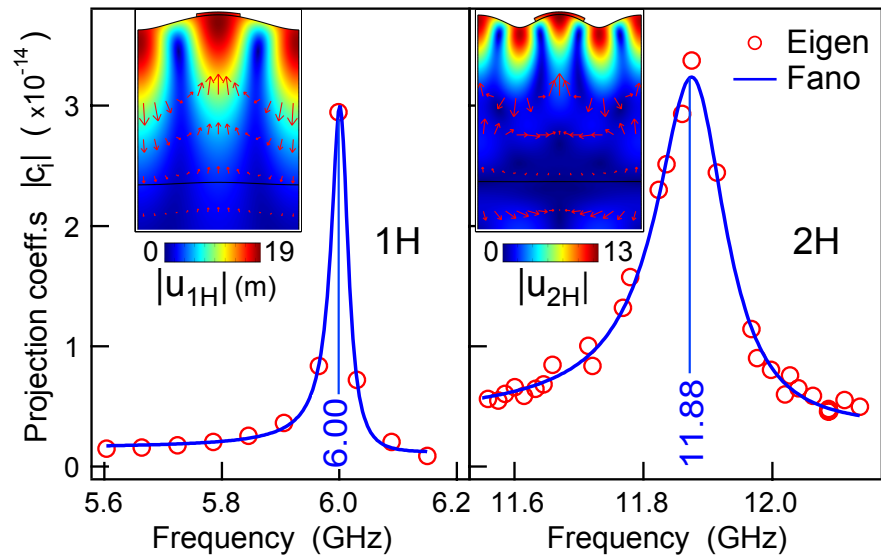 Projection coeff.s |c_i| ( x10^-14)
3
2
1
0
0 19
|u_1H| (m)
1H
6.00
5.6 5.8 6.0 6.2
Frequency (GHz)
Eigen
Fano
0 13
|u_2H|
2H
11.88
11.6 11.8 12.0
Frequency (GHz)